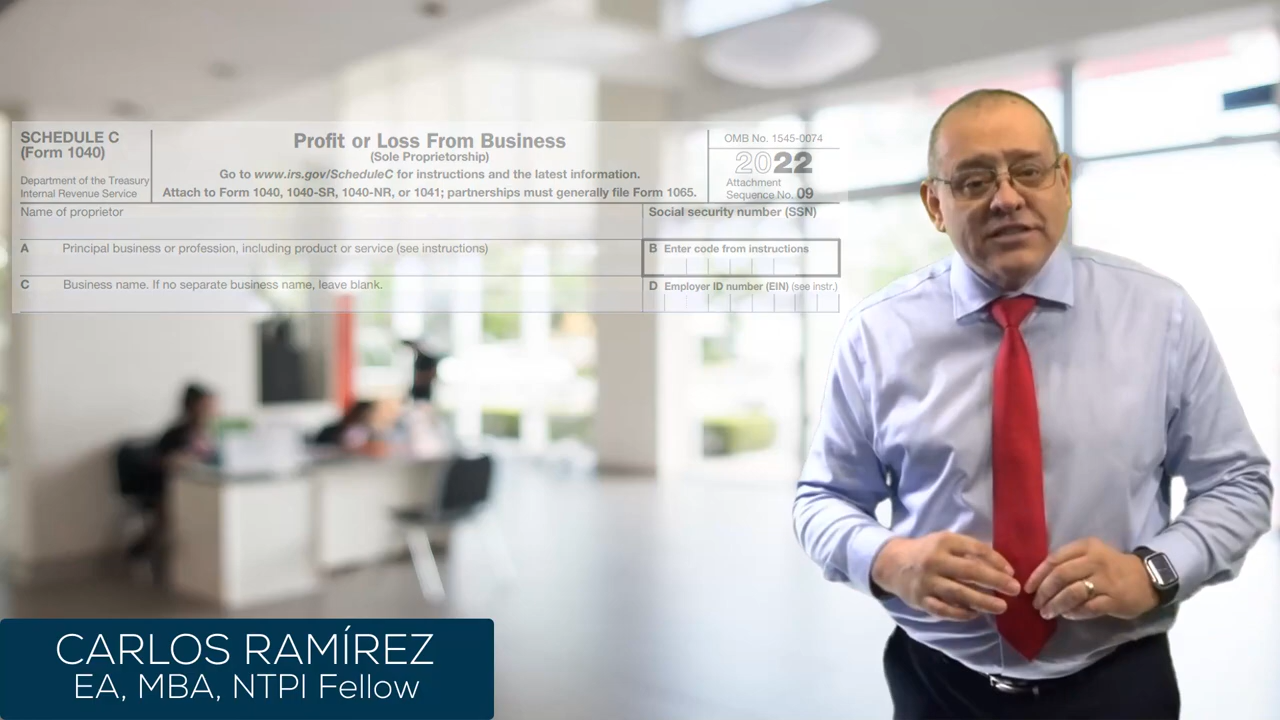 SCHEDULE C
(Form 1040)
Department of the Treasury
Internal Revenue Service
Profit or Loss From Business
(Sole Proprietorship)
Go to www.irs.gov/ScheduleC for instructions and the latest information.
Attach to Form 1040, 1040-SR, 1040-NR, or 1041; partnerships must generally file Form 1065.
OMB No. 1545-0074
2022
Attachment
Sequence No. 09
Name of proprietor
Social security number (SSN)
A Principal business or profession, including product or service (see instructions)
B Enter code from instructions
C Business name. If no separate business name, leave blank.
D Employer ID number (EIN) (see instr.)
CARLOS RAMÍREZ
EA, MBA, NTPI Fellow